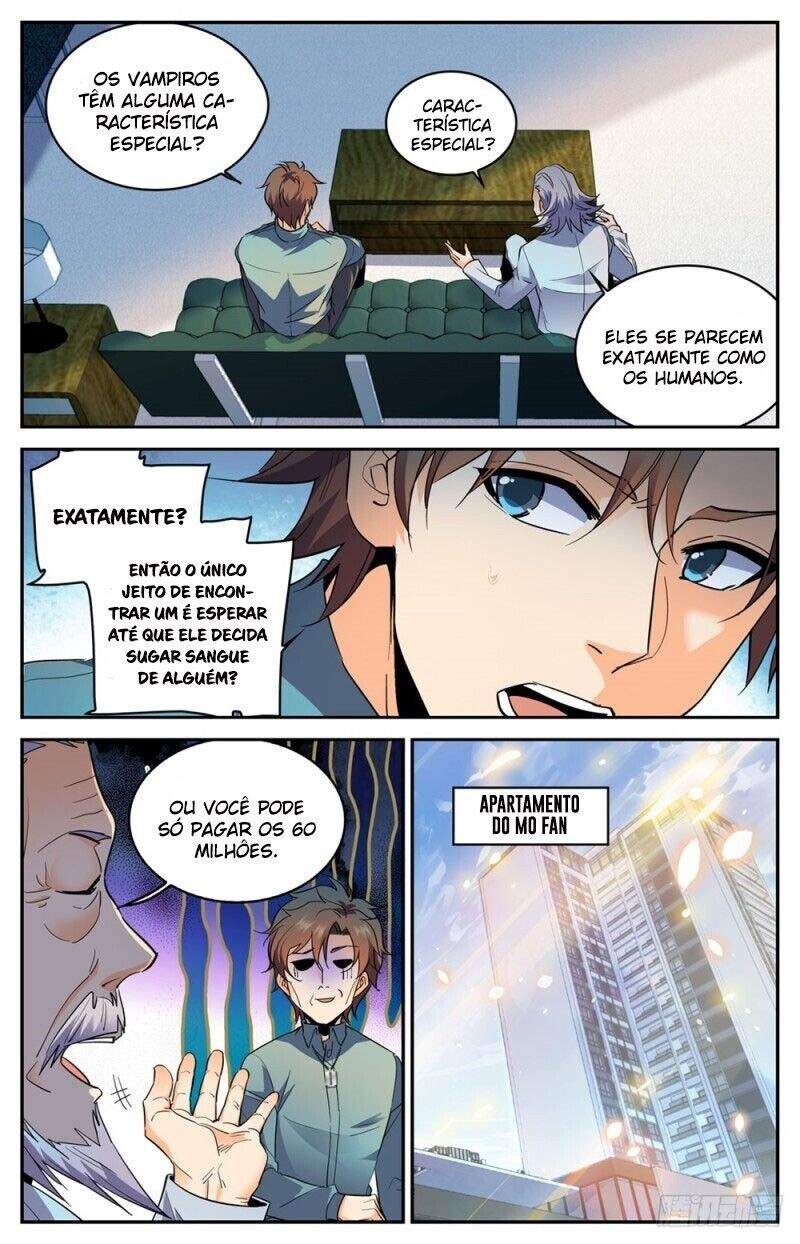 OS VAMPIROS
TÊM ALGUMA CA-
RACTERÍSTICA
ESPECIAL?
CARAC-
TERÍSTICA
ESPECIAL?
ELES SE PARECEM
EXATAMENTE COMO
OS HUMANOS.
EXATAMENTE?
ENTÃO O ÚNICO
JEITO DE ENCON-
TRAR UM É ESPERAR
ATÉ QUE ELE DECIDA
SUGAR SANGUE
DE ALGUÉM?
OU VOCÊ PODE
SÓ PAGAR OS 60
MILHÕES.
APARTAMENTO
DO MO FAN